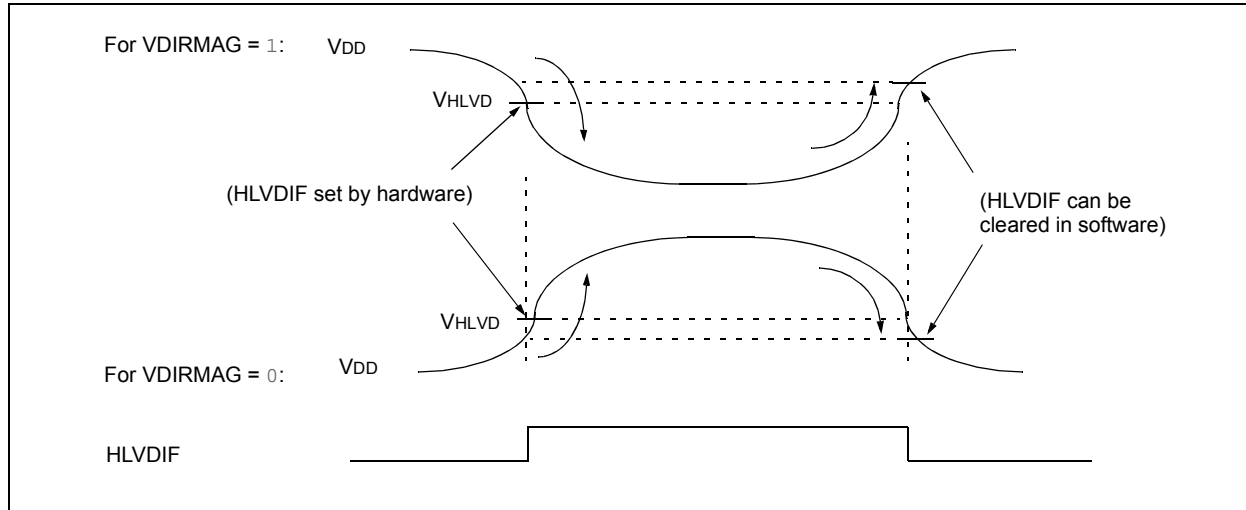 For VDIRMAG = 1: VDD
VHLVD
(HLVDIF set by hardware)
(HLVDIF can be
cleared in software)
VHLVD
For VDIRMAG = 0: VDD
HLVDIF